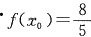 • f(x₀)=8/5